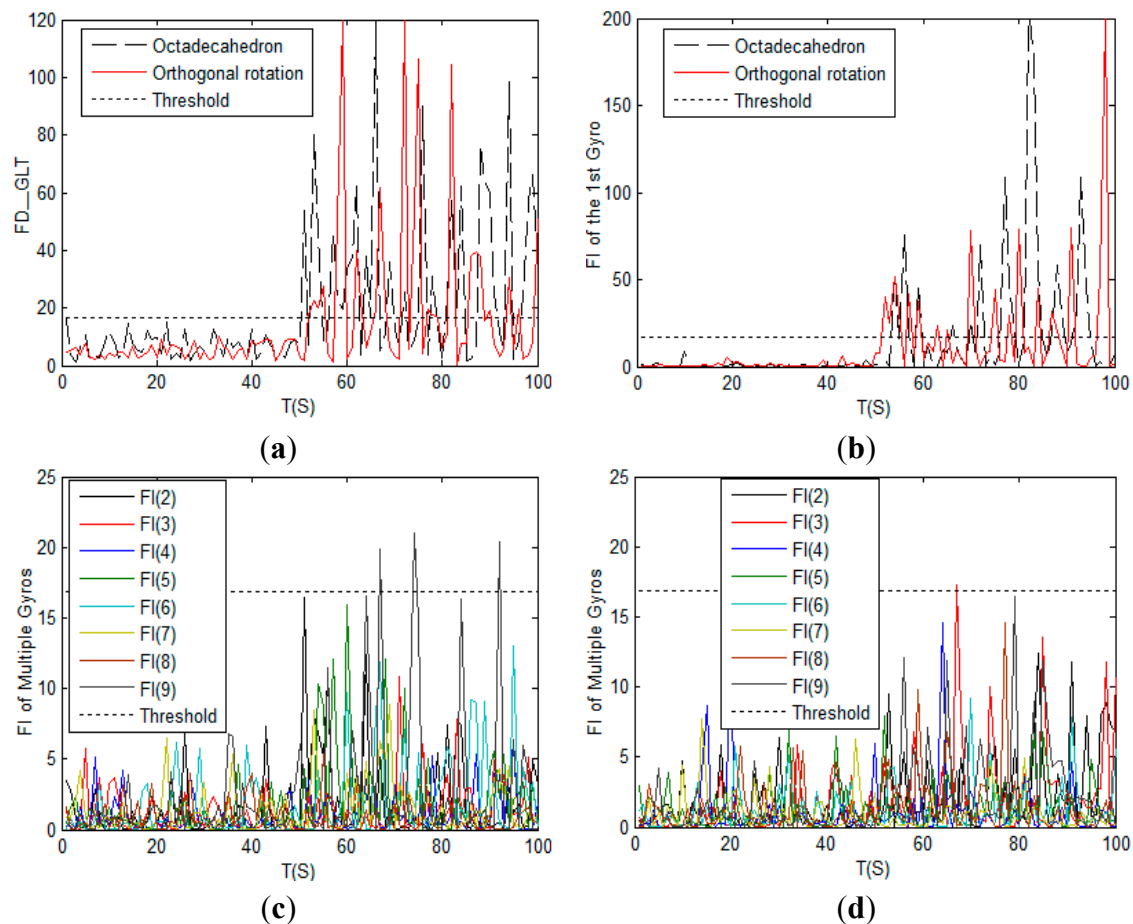 120
100
80
60
40
20
0
FD__GLT
Octadecahedron
Orthogonal rotation
Threshold
0 20 40 60 80 100
T(S)
(a)
200
150
100
50
0
FI of the 1st Gyro
Octadecahedron
Orthogonal rotation
Threshold
0 20 40 60 80 100
T(S)
(b)
25
20
15
10
5
0
FI of Multiple Gyros
FI(2)
FI(3)
FI(4)
FI(5)
FI(6)
FI(7)
FI(8)
FI(9)
Threshold
0 20 40 60 80 100
T(S)
(c)
25
20
15
10
5
0
FI of Multiple Gyros
FI(2)
FI(3)
FI(4)
FI(5)
FI(6)
FI(7)
FI(8)
FI(9)
Threshold
0 20 40 60 80 100
T(S)
(d)